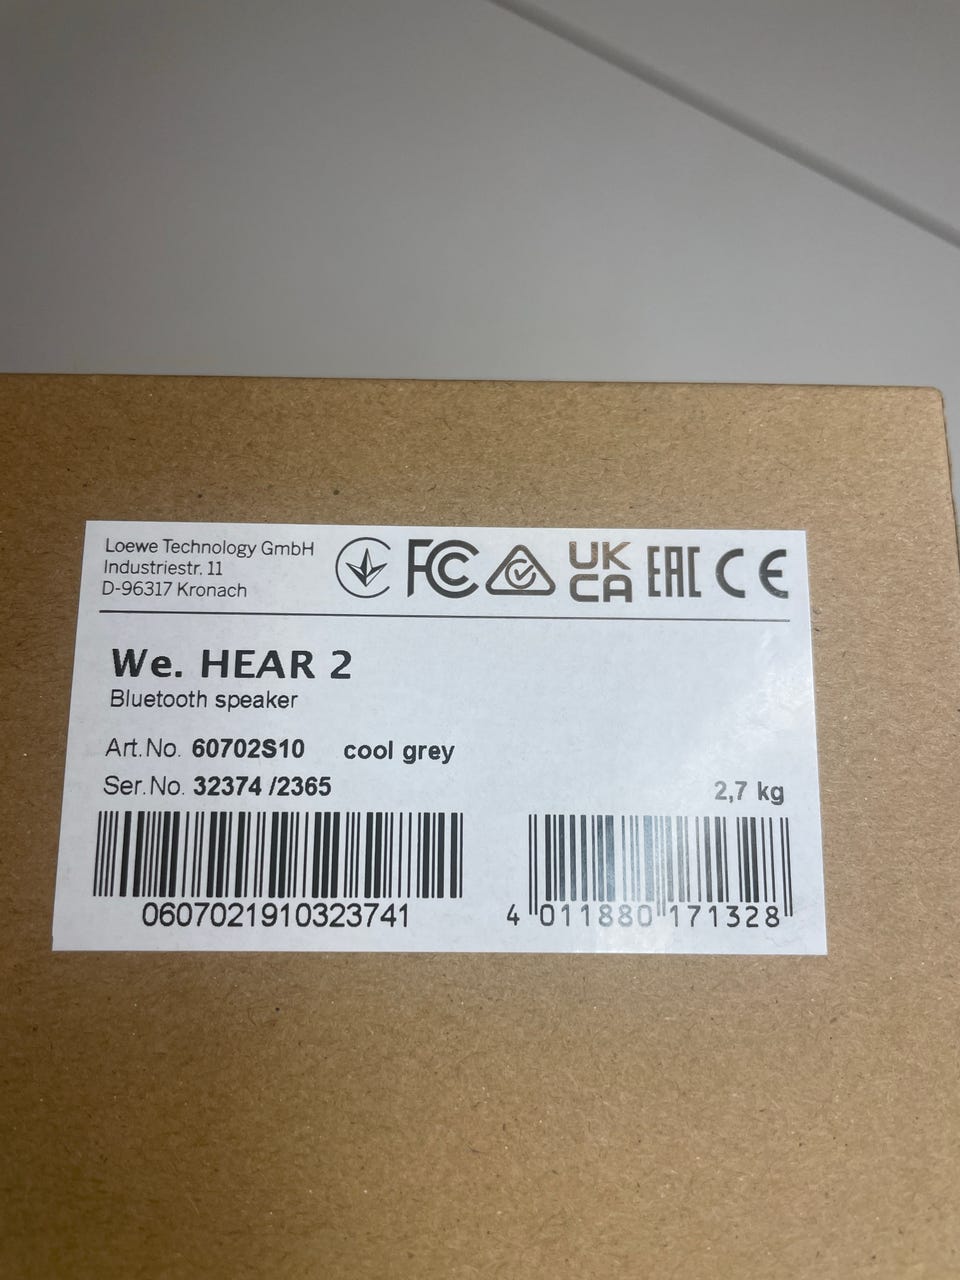 Loewe Technology GmbH
Industriestr. 11
D-96317 Kronach
FC UK CA EAC CE
We. HEAR 2
Bluetooth speaker
Art.No. 60702S10 cool grey
Ser.No. 32374 /2365
2,7 kg
0607021910323741
4 011880 171328